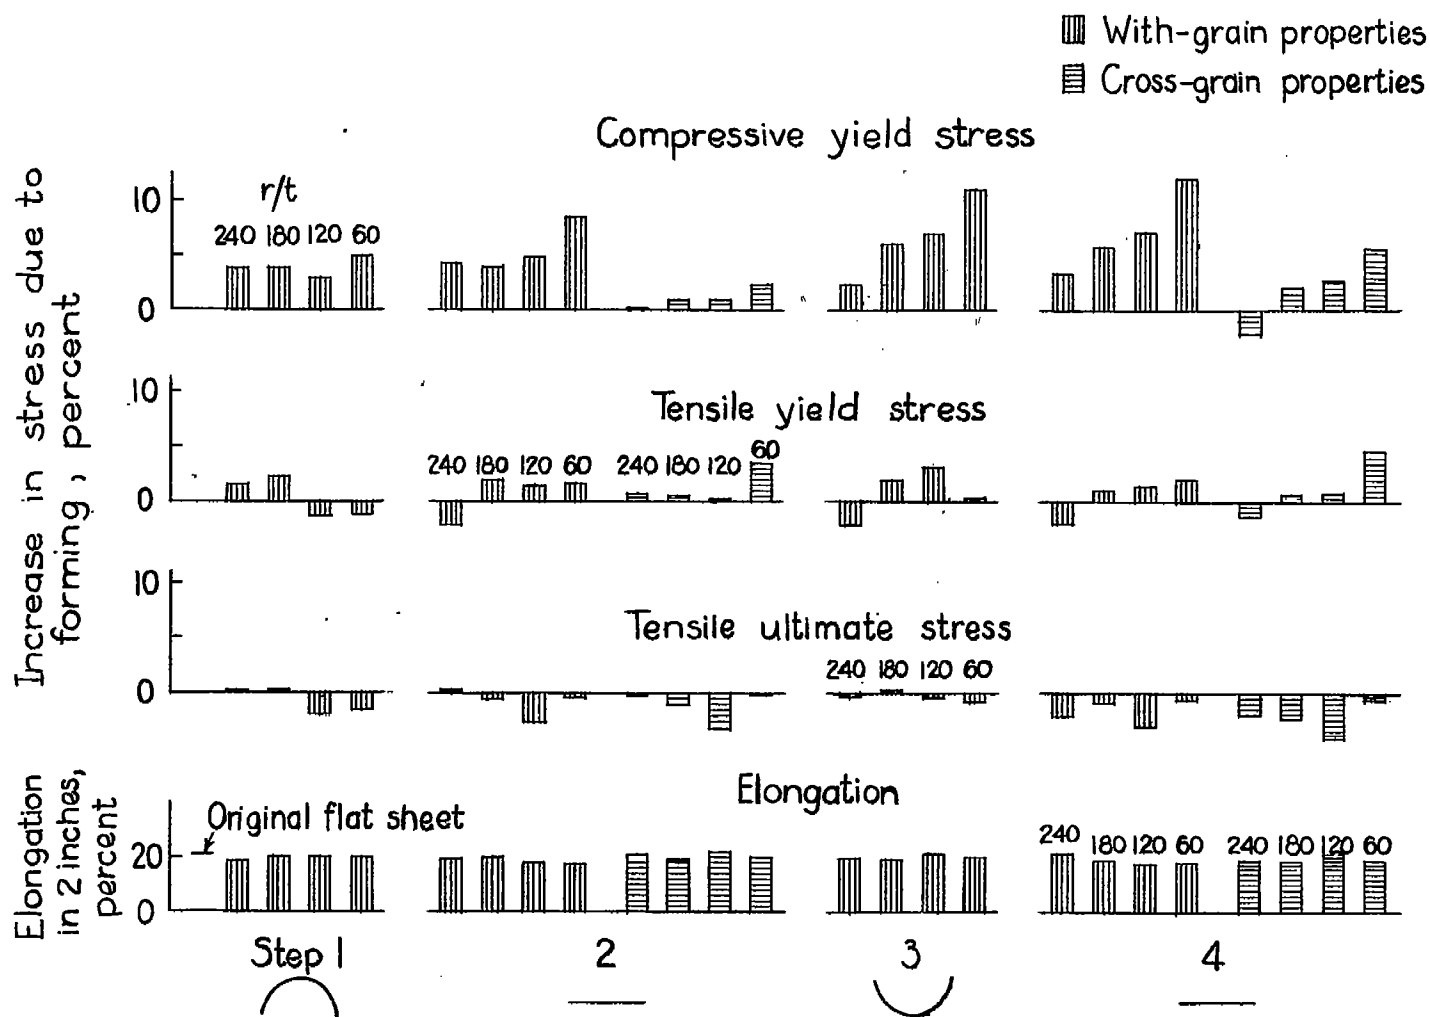 With-grain properties
Cross-grain properties
Compressive yield stress
Increase in stress due to
forming, percent
r/t
240 180 120 60
10
0
Tensile yield stress
10
240 180 120 60 240 180 120 60
0
10
Tensile ultimate stress
240 180 120 60
0
Elongation
in 2 inches,
percent
Elongation
Original flat sheet
240 180 120 60 240 180 120 60
20
0
Step 1 2 3 4